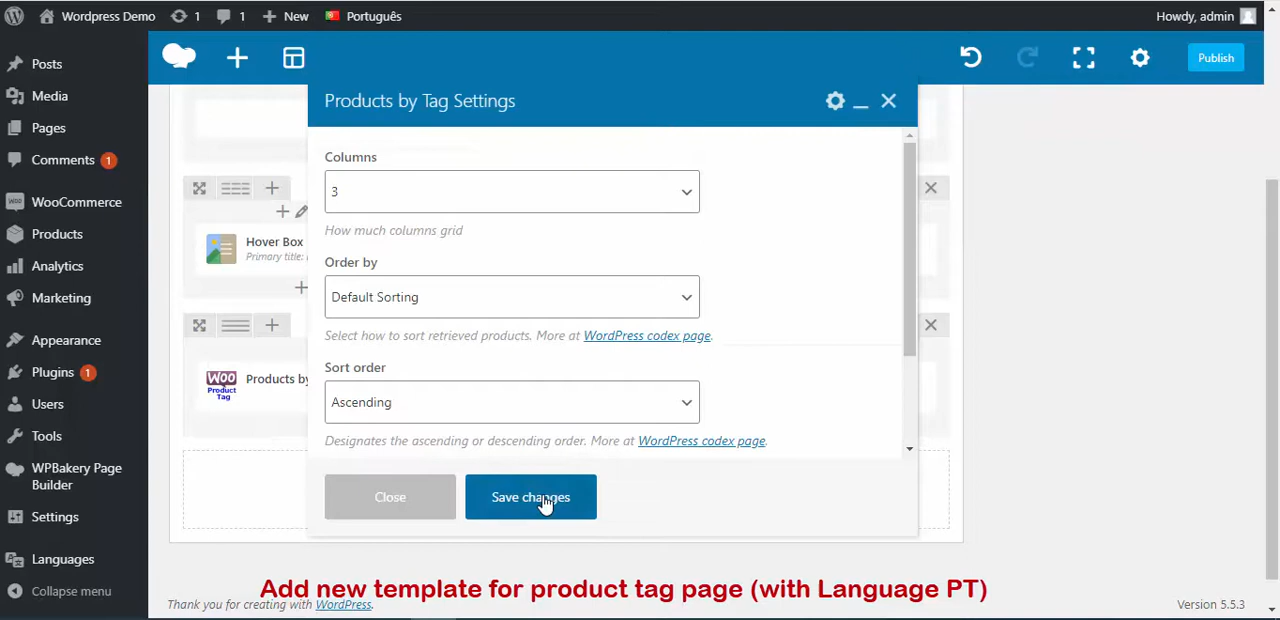 Wordpress Demo 1 1 New Português Howdy, admin
Posts
Media
Pages
Comments 1
WooCommerce
Products
Analytics
Marketing
Appearance
Plugins 1
Users
Tools
WPBakery Page
Builder
Settings
Languages
Collapse menu
Publish
Products by Tag Settings
Columns
3
How much columns grid
Order by
Default Sorting
Select how to sort retrieved products. More at WordPress codex page.
Sort order
Ascending
Designates the ascending or descending order. More at WordPress codex page.
Close
Save changes
Hover Box
Primary title:
WOO
Product
Tag
Products by
Add new template for product tag page (with Language PT)
Thank you for creating with WordPress.
Version 5.5.3